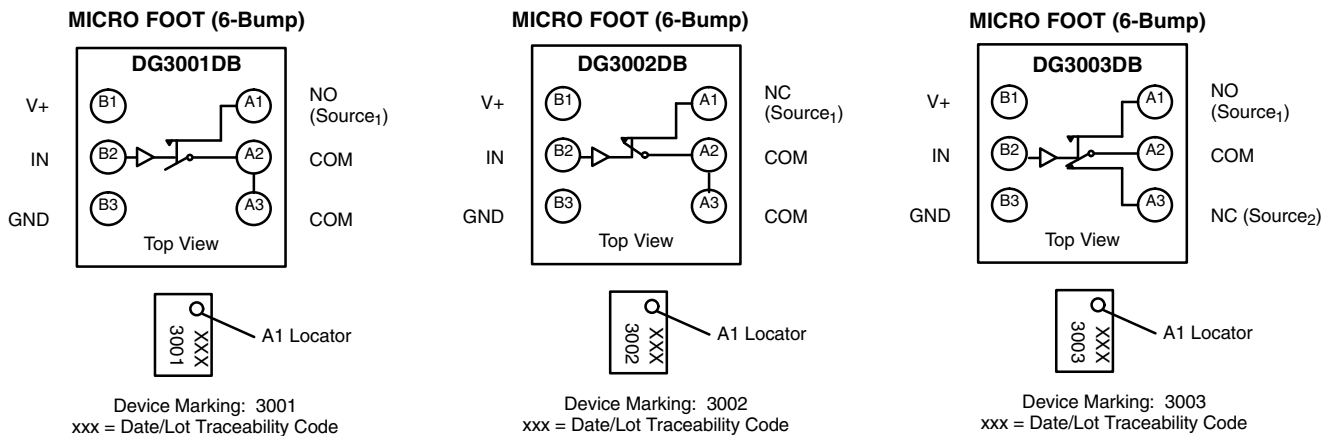 MICRO FOOT (6-Bump)
DG3001DB
V+
B1
A1
NO
(Source1)
IN
B2
A2
COM
GND
B3
A3
COM
Top View
3001
XXX
A1 Locator
Device Marking: 3001
xxx = Date/Lot Traceability Code
MICRO FOOT (6-Bump)
DG3002DB
V+
B1
A1
NC
(Source1)
IN
B2
A2
COM
GND
B3
A3
COM
Top View
3002
XXX
A1 Locator
Device Marking: 3002
xxx = Date/Lot Traceability Code
MICRO FOOT (6-Bump)
DG3003DB
V+
B1
A1
NO
(Source1)
IN
B2
A2
COM
GND
B3
A3
NC (Source2)
Top View
3003
XXX
A1 Locator
Device Marking: 3003
xxx = Date/Lot Traceability Code